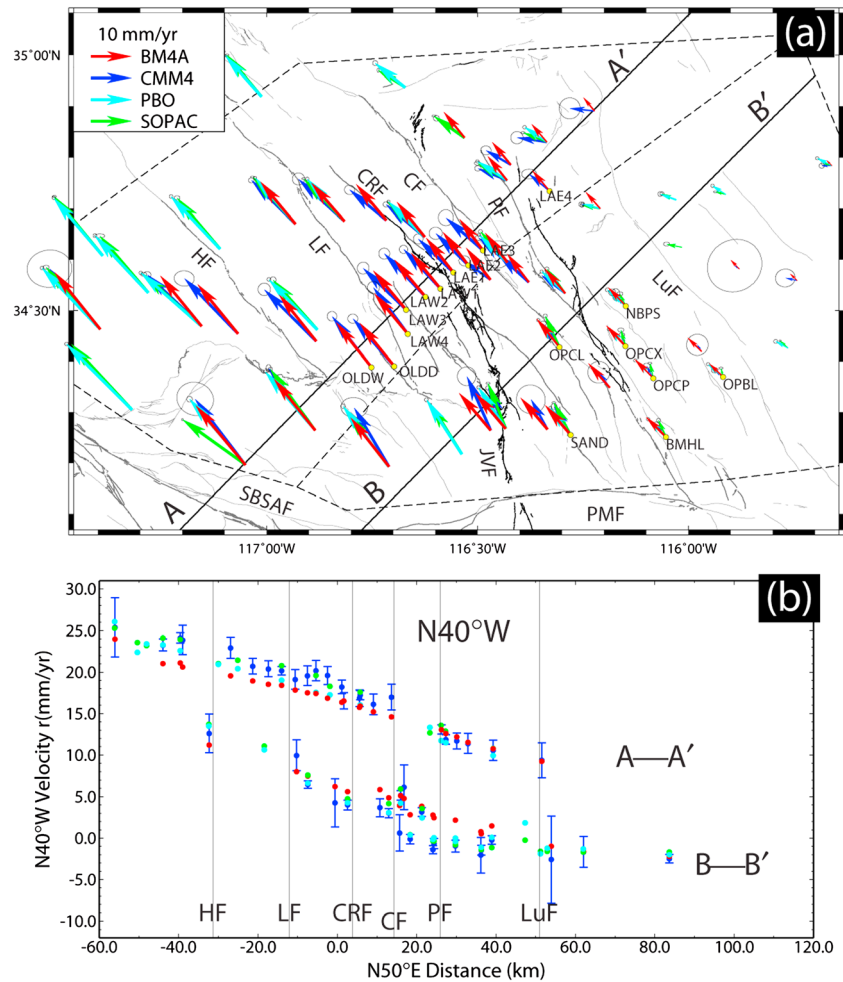 10 mm/yr
BM4A
CMM4
PBO
SOPAC
(a)
35°00'N
34°30'N
A'
B'
CRF
CF
PF
LAE4
HF
LF
LAE3
LAE2
LAE1
LuF
LAW2
LAW3
LAW4
NBPS
OPCL
OPCX
OPCP
OPBL
OLDW
OLDD
SAND
BMHL
JVF
A
B
SBSAF
PMF
117°00'W
116°30'W
116°00'W
(b)
N40°W
30.0
25.0
20.0
15.0
10.0
5.0
0.0
-5.0
-10.0
N40°W Velocity r(mm/yr)
A—A'
B—B'
HF
LF
CRF
CF
PF
LuF
-60.0
-40.0
-20.0
0.0
20.0
40.0
60.0
80.0
100.0
120.0
N50°E Distance (km)